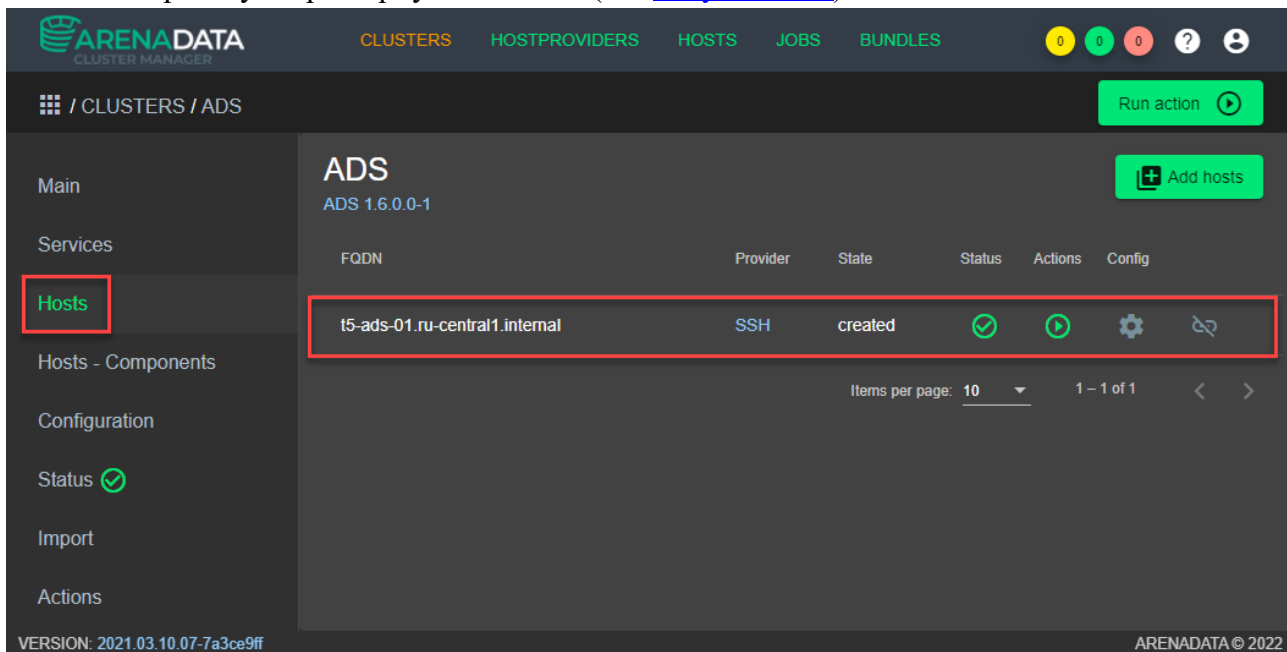 ARENADATA
CLUSTER MANAGER
CLUSTERS HOSTPROVIDERS HOSTS JOBS BUNDLES 0 0 0 ?
/ CLUSTERS / ADS
Run action
Main
Services
Hosts
Hosts - Components
Configuration
Status
Import
Actions
ADS
ADS 1.6.0.0-1
Add hosts
FQDN Provider State Status Actions Config
t5-ads-01.ru-central1.internal SSH created
Items per page: 10 1 – 1 of 1
VERSION: 2021.03.10.07-7a3ce9ff
ARENADATA © 2022